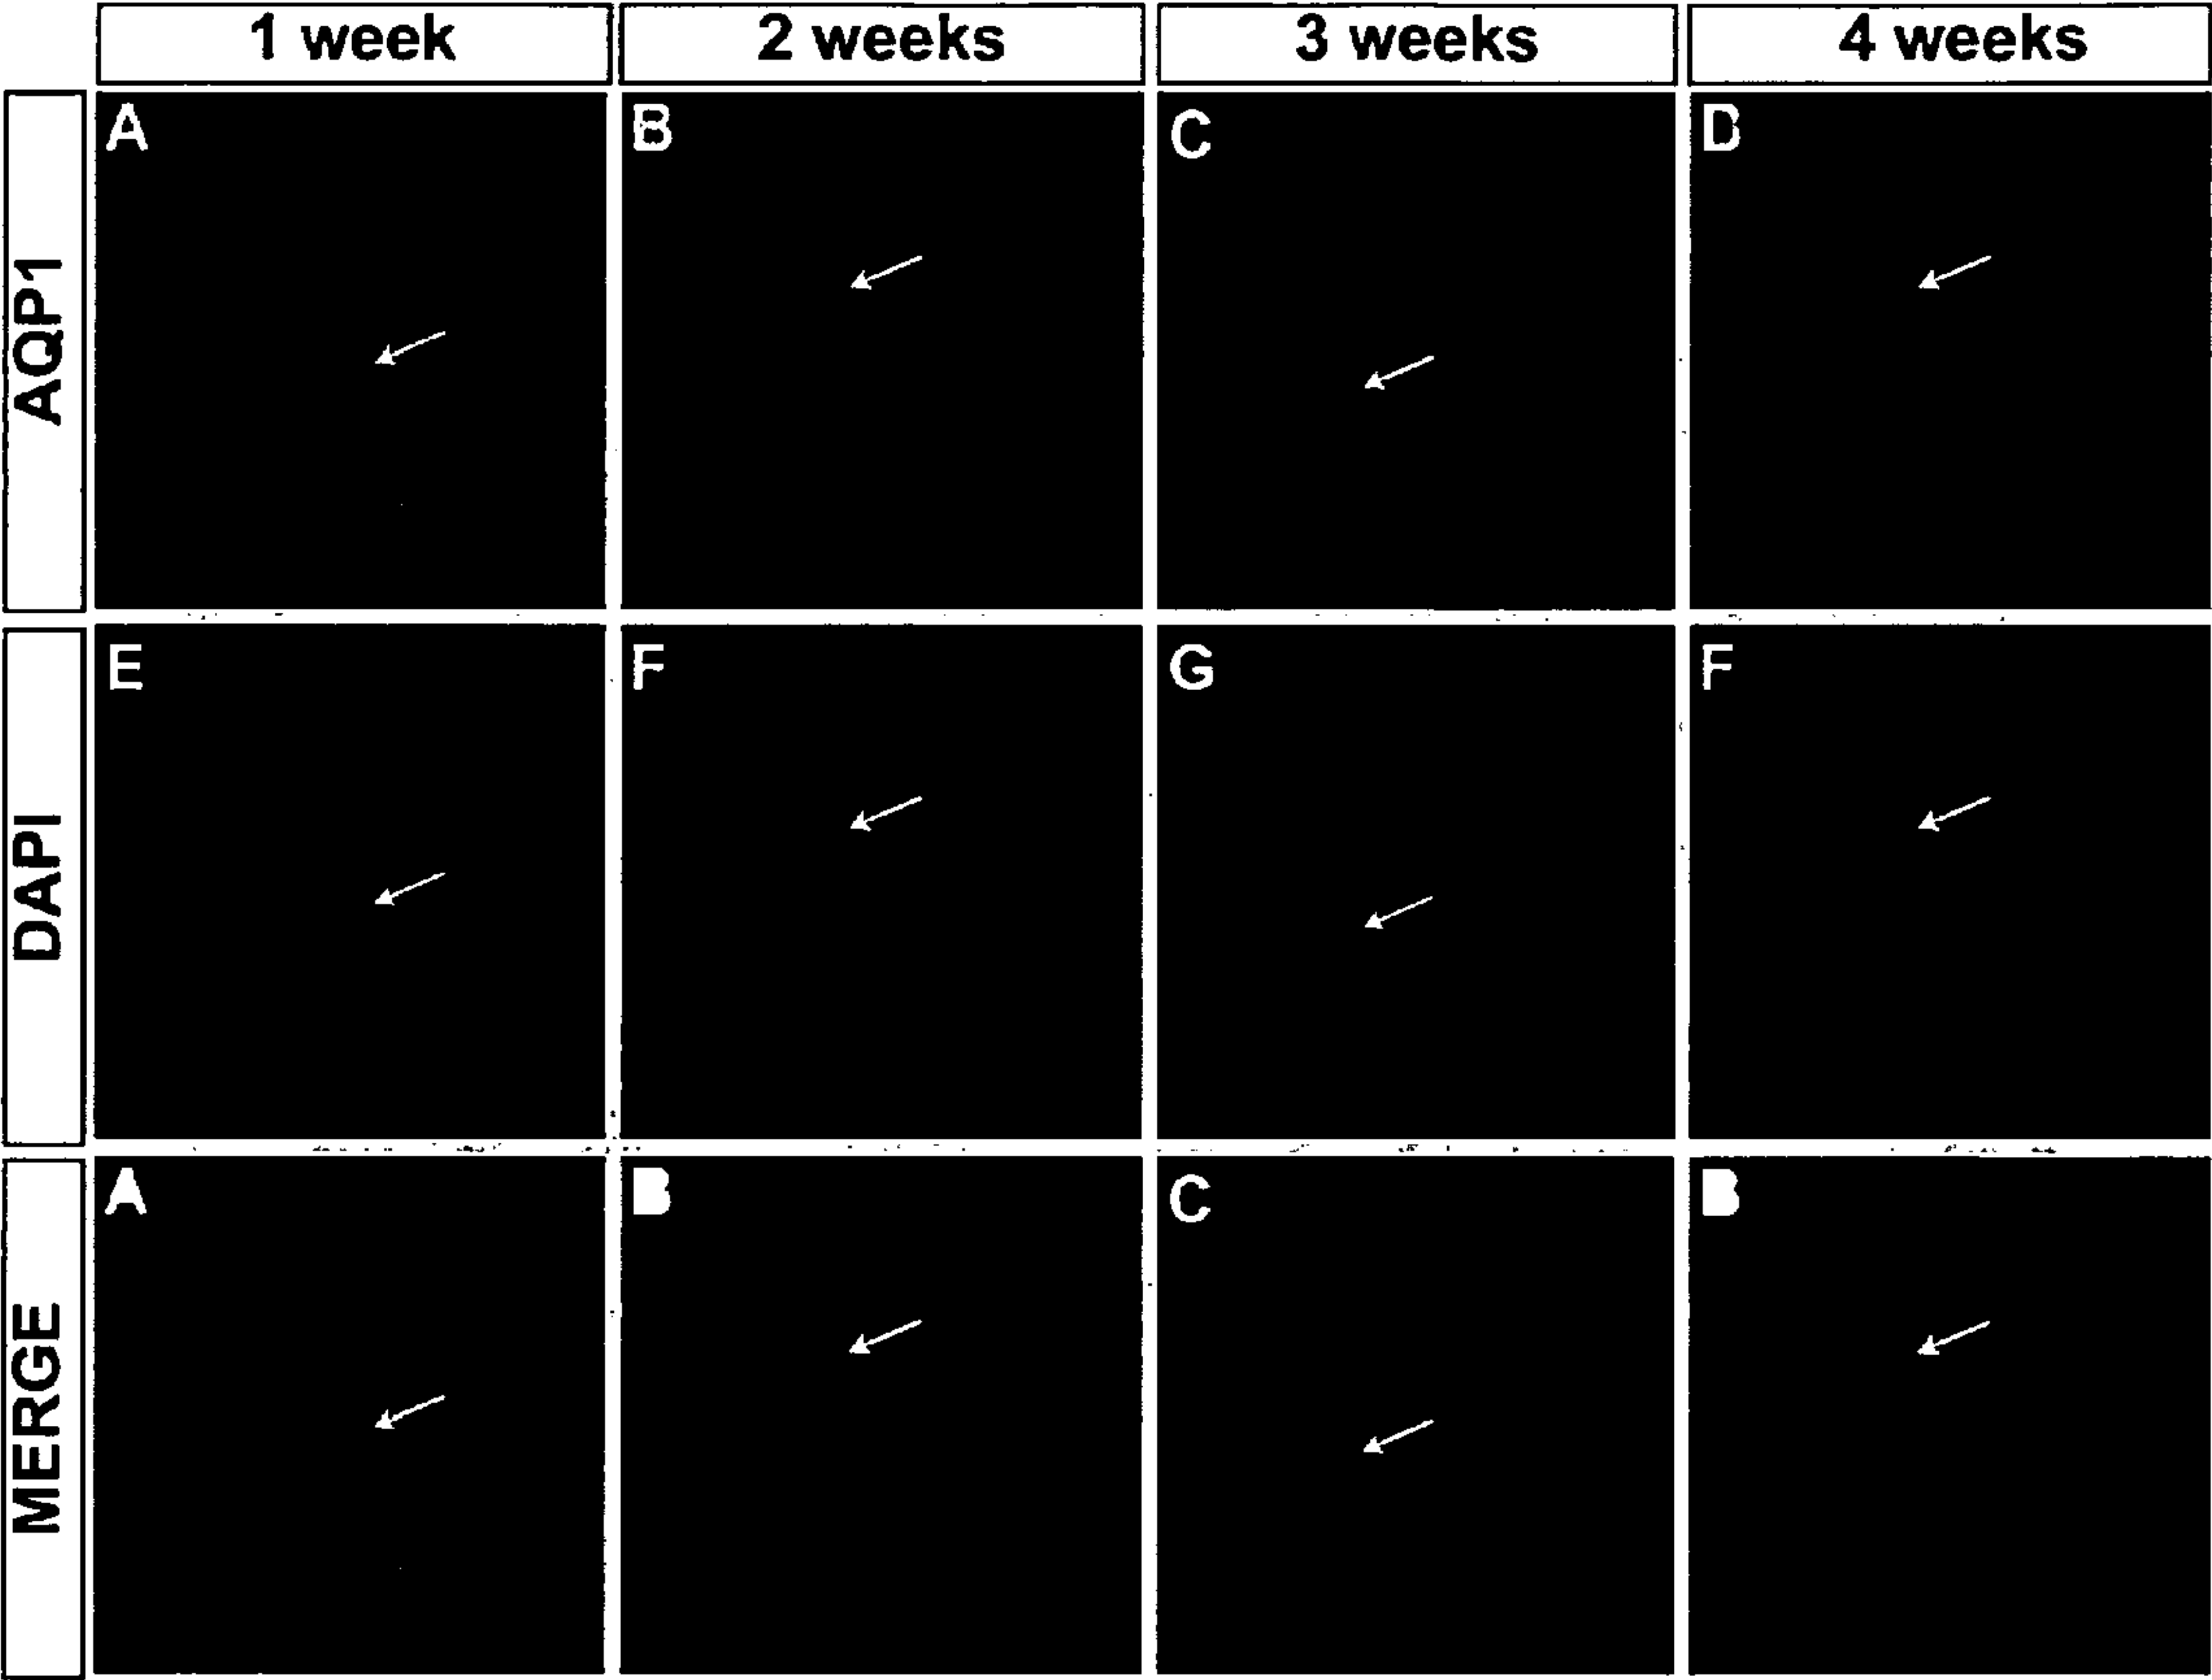 1 week 2 weeks 3 weeks 4 weeks
AQP1
A B C D
DAPI
E F G F
MERGE
A B C B